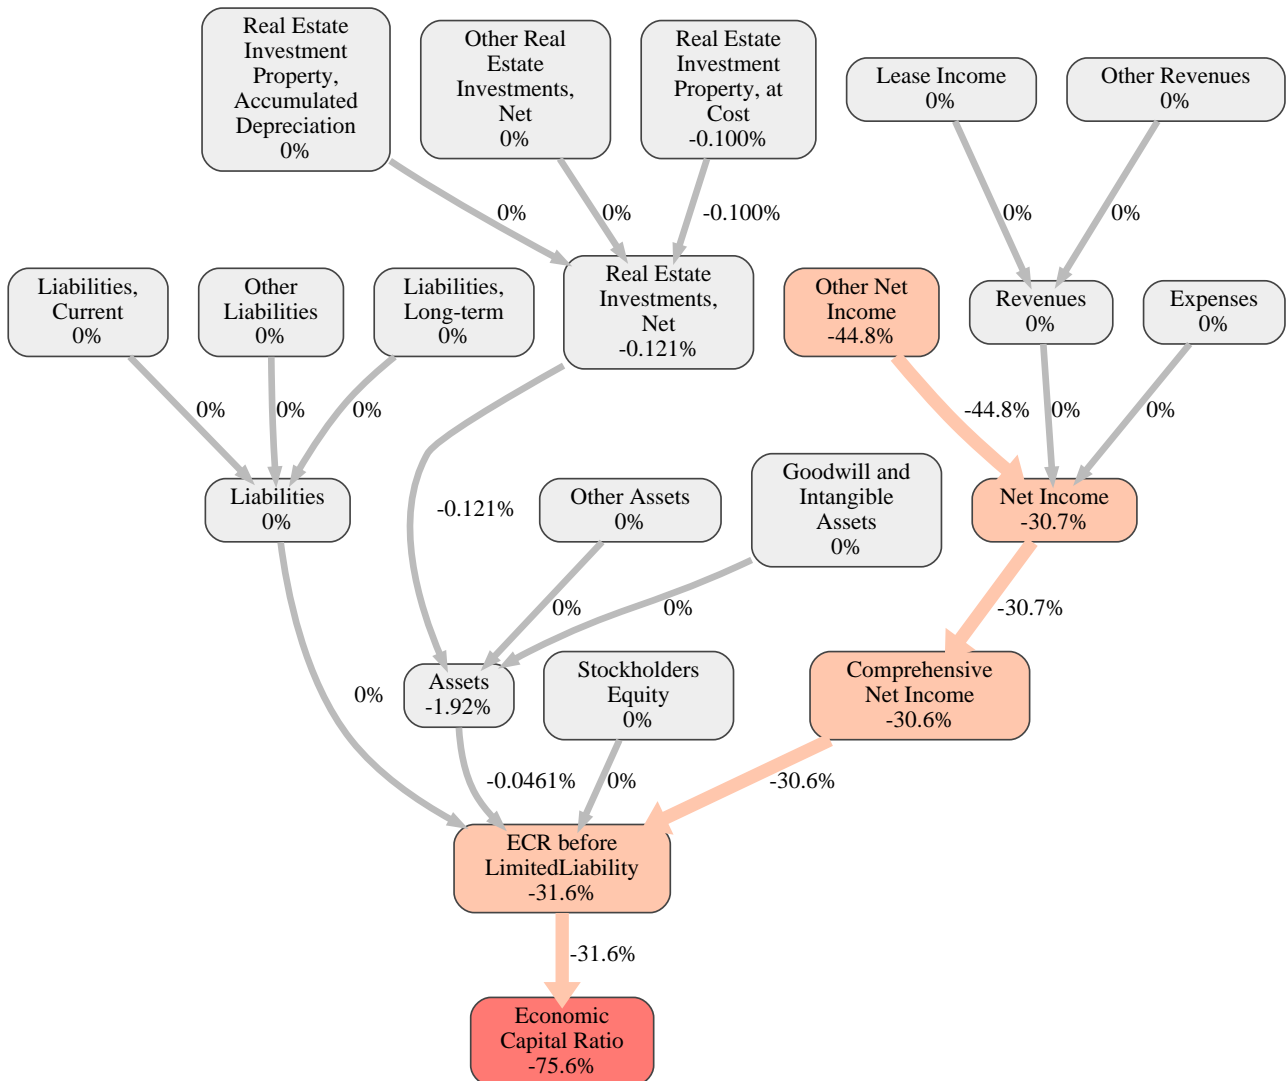 Real Estate
Investment
Property,
Accumulated
Depreciation
0%
Other Real
Estate
Investments,
Net
0%
Real Estate
Investment
Property, at
Cost
-0.100%
Lease Income
0%
Other Revenues
0%
0%
0%
-0.100%
0%
0%
Liabilities,
Current
0%
Other
Liabilities
0%
Liabilities,
Long-term
0%
Real Estate
Investments,
Net
-0.121%
Other Net
Income
-44.8%
Revenues
0%
Expenses
0%
0%
0%
0%
-44.8%
0%
0%
Liabilities
0%
-0.121%
Other Assets
0%
Goodwill and
Intangible
Assets
0%
Net Income
-30.7%
0%
0%
-30.7%
0%
Assets
-1.92%
Stockholders
Equity
0%
Comprehensive
Net Income
-30.6%
-0.0461%
0%
-30.6%
ECR before
LimitedLiability
-31.6%
-31.6%
Economic
Capital Ratio
-75.6%